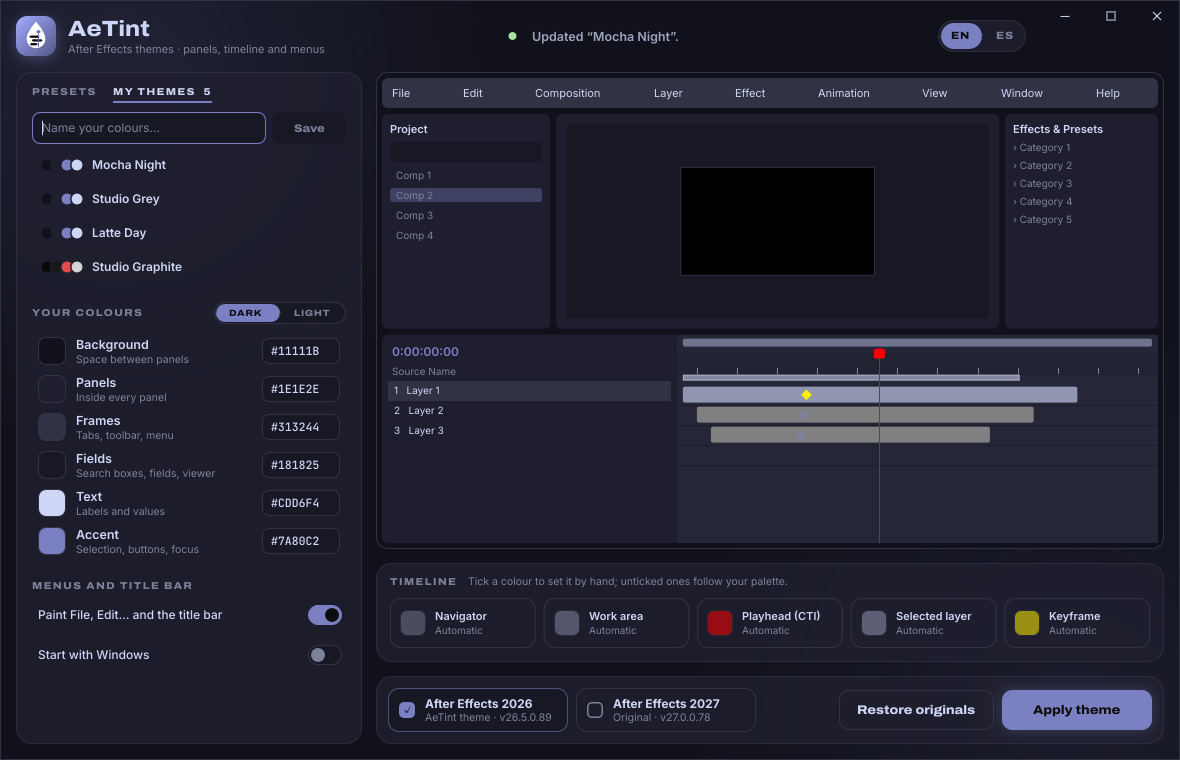 AeTint
After Effects themes · panels, timeline and menus
Updated “Mocha Night”.
EN ES
PRESETS MY THEMES 5
Name your colours...
Save
Mocha Night
Studio Grey
Latte Day
Studio Graphite
YOUR COLOURS
DARK LIGHT
Background
Space between panels
#11111B
Panels
Inside every panel
#1E1E2E
Frames
Tabs, toolbar, menu
#313244
Fields
Search boxes, fields, viewer
#181825
Text
Labels and values
#CDD6F4
Accent
Selection, buttons, focus
#7A80C2
MENUS AND TITLE BAR
Paint File, Edit... and the title bar
Start with Windows
File Edit Composition Layer Effect Animation View Window Help
Project
Comp 1
Comp 2
Comp 3
Comp 4
Effects & Presets
› Category 1
› Category 2
› Category 3
› Category 4
› Category 5
0:00:00:00
Source Name
1 Layer 1
2 Layer 2
3 Layer 3
TIMELINE Tick a colour to set it by hand; unticked ones follow your palette.
Navigator
Automatic
Work area
Automatic
Playhead (CTI)
Automatic
Selected layer
Automatic
Keyframe
Automatic
After Effects 2026
AeTint theme · v26.5.0.89
After Effects 2027
Original · v27.0.0.78
Restore originals
Apply theme